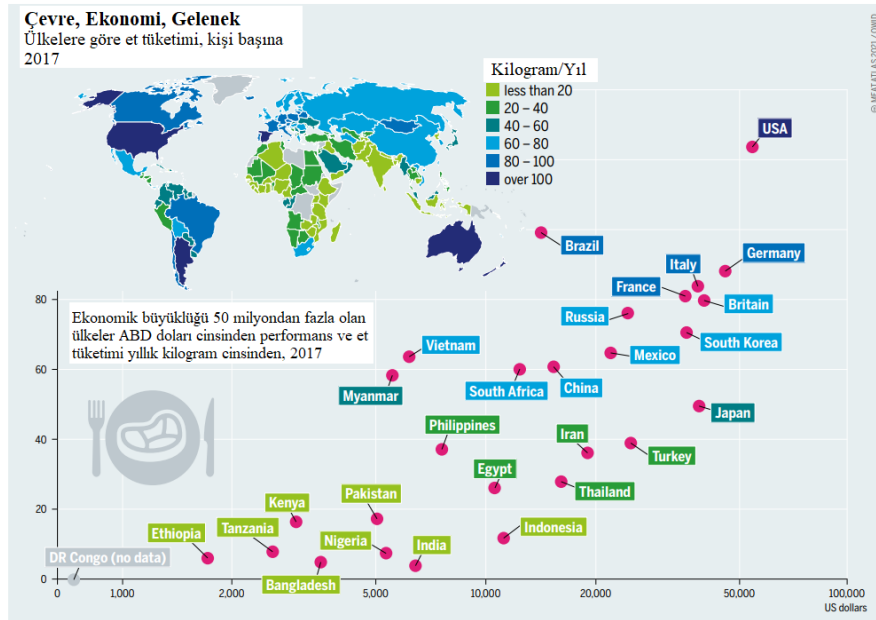 Çevre, Ekonomi, Gelenek
Ülkelere göre et tüketimi, kişi başına
2017
Kilogram/Yıl
less than 20
20 – 40
40 – 60
60 – 80
80 – 100
over 100
© MEATATLAS 2021 / OWID
USA
Brazil
Germany
Italy
France
Britain
Russia
South Korea
Vietnam
Mexico
China
South Africa
Myanmar
Japan
Philippines
Iran
Turkey
Egypt
Thailand
Pakistan
Kenya
Indonesia
Ethiopia
Tanzania
Nigeria
India
Bangladesh
DR Congo (no data)
Ekonomik büyüklüğü 50 milyondan fazla olan
ülkeler ABD doları cinsinden performans ve et
tüketimi yıllık kilogram cinsinden, 2017
80
60
40
20
0
0 1,000 2,000 5,000 10,000 20,000 50,000 100.000
US dollars